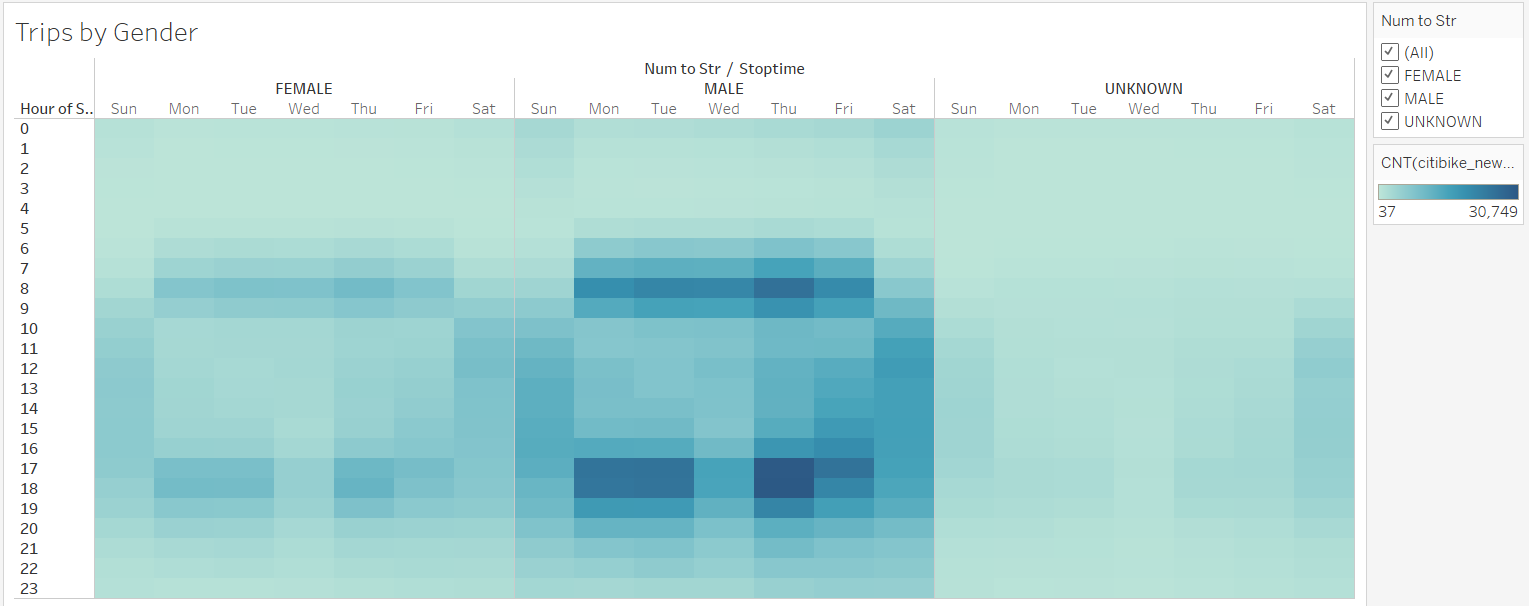 Trips by Gender
Num to Str / Stoptime
FEMALE MALE UNKNOWN
Hour of S.. Sun Mon Tue Wed Thu Fri Sat Sun Mon Tue Wed Thu Fri Sat Sun Mon Tue Wed Thu Fri Sat
0
1
2
3
4
5
6
7
8
9
10
11
12
13
14
15
16
17
18
19
20
21
22
23
Num to Str
(All)
FEMALE
MALE
UNKNOWN
CNT(citibike_new...
37 30,749